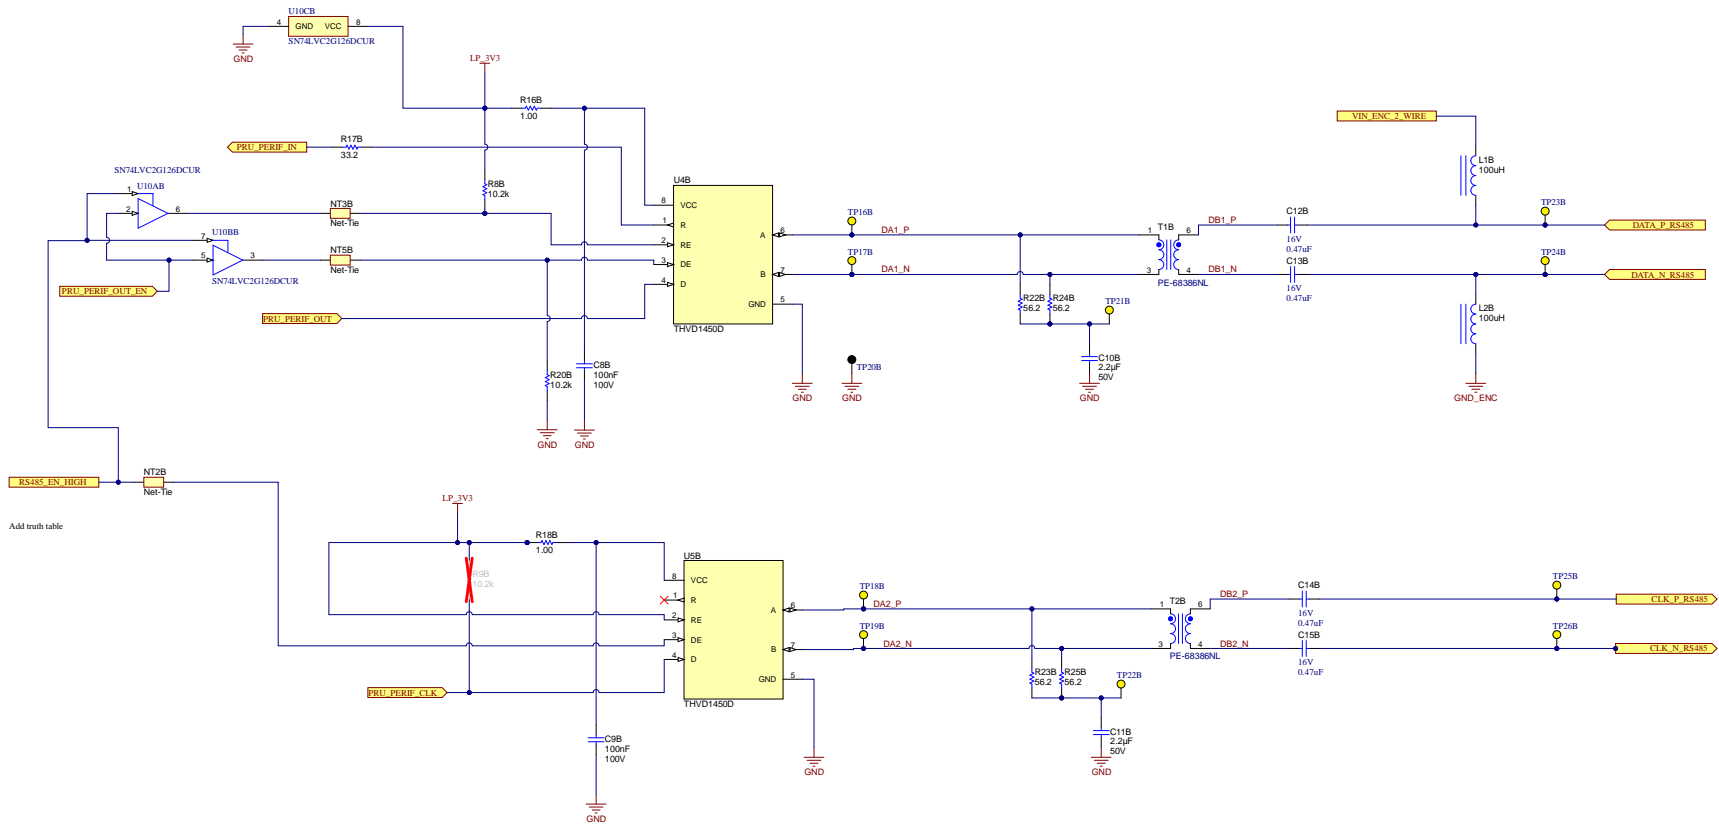 U10CB
4 GND VCC 8
SN74LVC2G126DCUR
GND
LP_3V3
R16B
1.00
VIN_ENC_2_WIRE
PRU_PERIF_IN
R17B
33.2
L1B
100uH
SN74LVC2G126DCUR
U10AB
1
2
6
R8B
10.2k
NT3B
Net-Tie
U10BB
7
5
3
SN74LVC2G126DCUR
NT5B
Net-Tie
PRU_PERIF_OUT_EN
PRU_PERIF_OUT
U4B
8 VCC
1 R
2 RE
3 DE
4 D
A 6
B 7
GND 5
THVD1450D
TP16B
DA1_P
TP17B
DA1_N
1 T1B 6
3 4
PE-68386NL
DB1_P
C12B
16V
0.47uF
DB1_N
C13B
16V
0.47uF
TP23B
DATA_P_RS485
TP24B
DATA_N_RS485
R22B
56.2
R24B
56.2
TP21B
L2B
100uH
C10B
2.2µF
50V
GND
TP20B
GND
GND
GND_ENC
R20B
10.2k
C8B
100nF
100V
GND
GND
RS485_EN_HIGH
NT2B
Net-Tie
Add truth table
LP_3V3
R18B
1.00
R9B
10.2k
U5B
8 VCC
1 R
2 RE
3 DE
4 D
A 6
B 7
GND 5
THVD1450D
PRU_PERIF_CLK
TP18B
DA2_P
TP19B
DA2_N
1 T2B 6
3 4
PE-68386NL
DB2_P
C14B
16V
0.47uF
DB2_N
C15B
16V
0.47uF
TP25B
CLK_P_RS485
TP26B
CLK_N_RS485
R23B
56.2
R25B
56.2
TP22B
C11B
2.2µF
50V
GND
C9B
100nF
100V
GND
GND